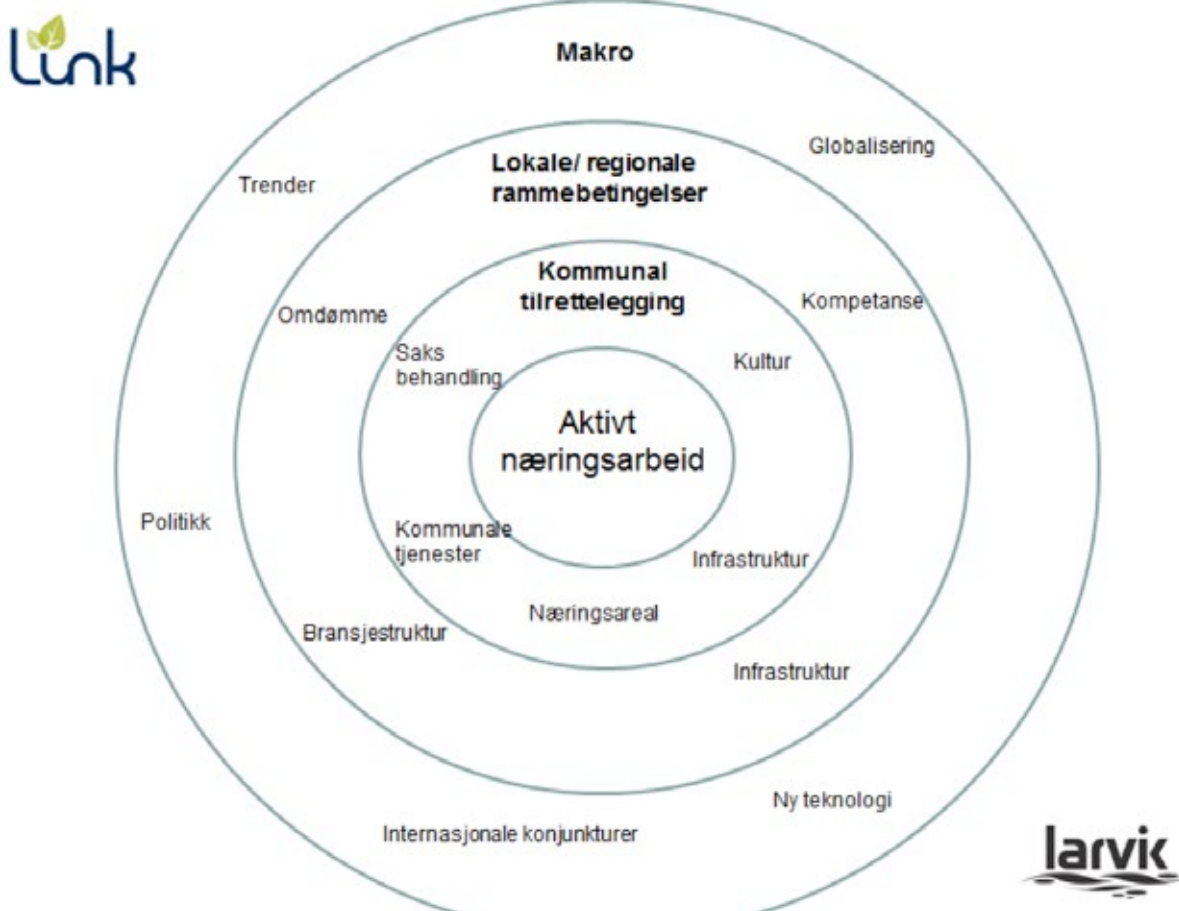 Link
Makro
Globalisering
Trender
Lokale/ regionale
rammebetingelser
Kommunal
tilrettelegging
Omdømme
Kompetanse
Saks
behandling
Kultur
Aktivt
næringsarbeid
Politikk
Kommunale
tjenester
Infrastruktur
Næringsareal
Bransjestruktur
Infrastruktur
Ny teknologi
Internasjonale konjunkturer
larvik